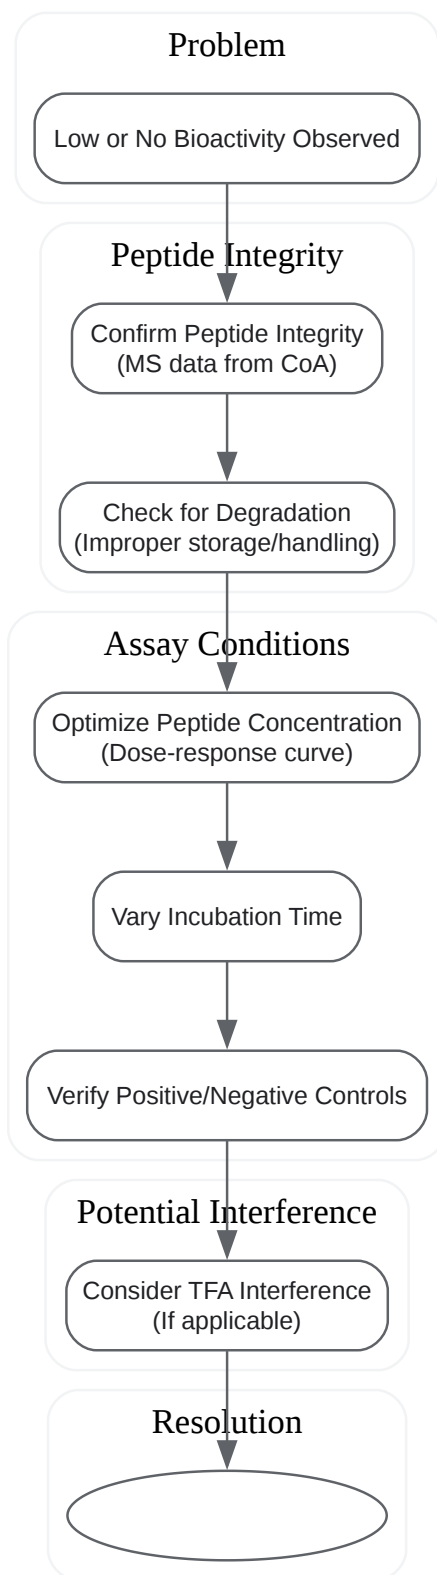 Problem
Low or No Bioactivity Observed
Peptide Integrity
Confirm Peptide Integrity
(MS data from CoA)
Check for Degradation
(Improper storage/handling)
Assay Conditions
Optimize Peptide Concentration
(Dose-response curve)
Vary Incubation Time
Verify Positive/Negative Controls
Potential Interference
Consider TFA Interference
(If applicable)
Resolution